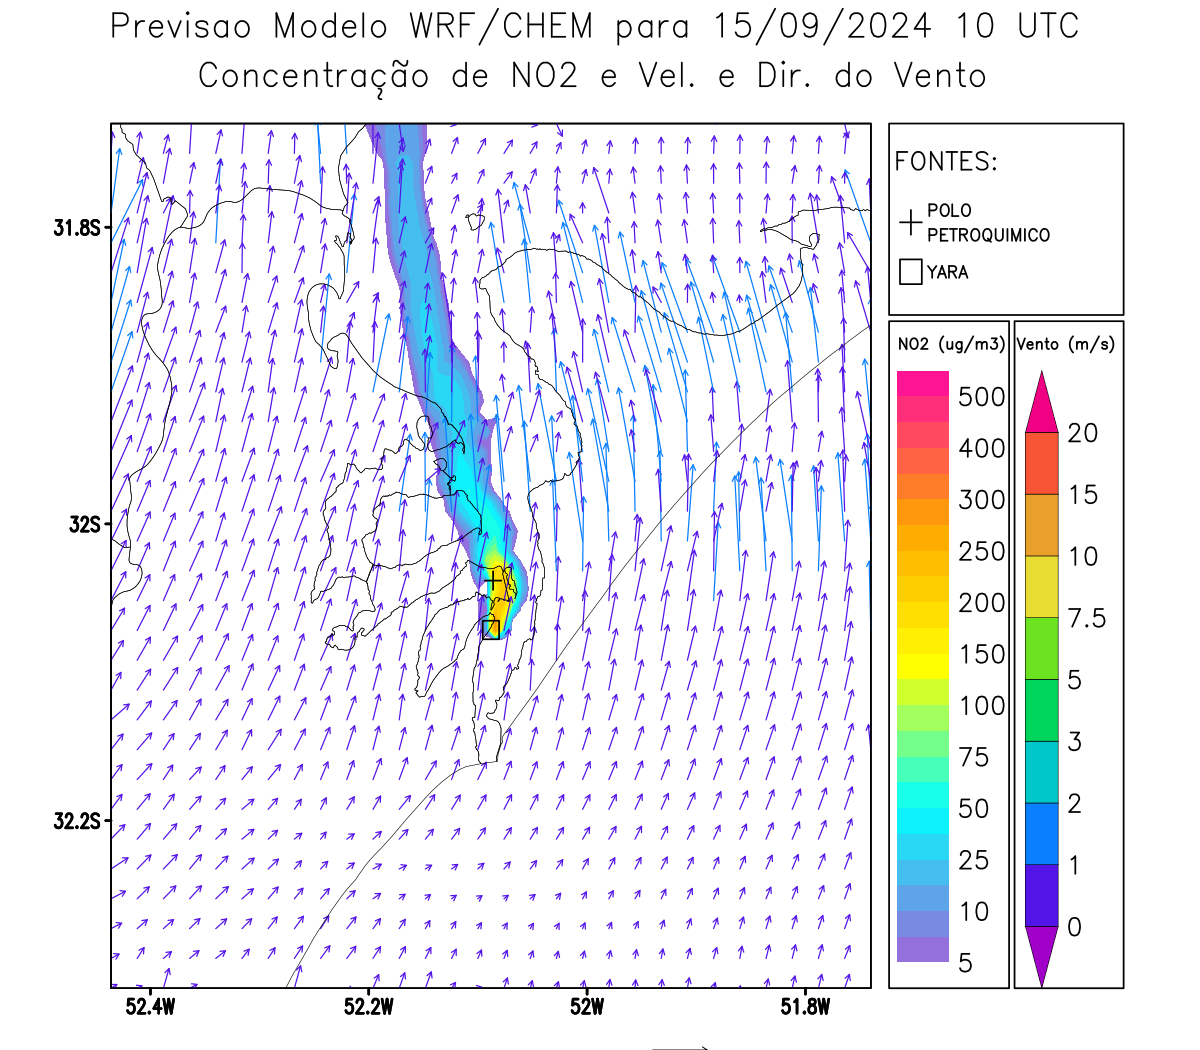 Previsao Modelo WRF/CHEM para 15/09/2024 10 UTC
Concentração de NO2 e Vel. e Dir. do Vento
FONTES:
POLO
PETROQUIMICO
YARA
NO2 (ug/m3)
500
400
300
250
200
150
100
75
50
25
10
5
Vento (m/s)
20
15
10
7.5
5
3
2
1
0
31.8S
32S
32.2S
52.4W
52.2W
52W
51.8W